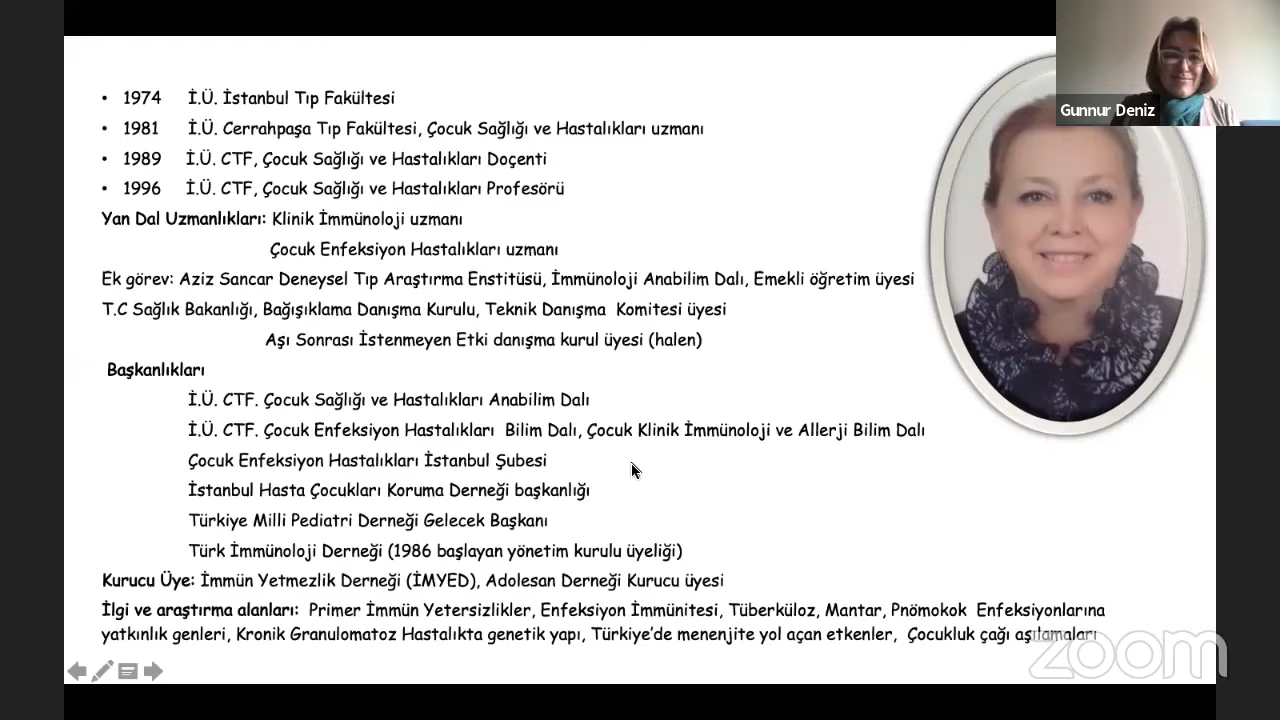 • 1974 İ.Ü. İstanbul Tıp Fakültesi
• 1981 İ.Ü. Cerrahpaşa Tıp Fakültesi, Çocuk Sağlığı ve Hastalıkları uzmanı
• 1989 İ.Ü. CTF, Çocuk Sağlığı ve Hastalıkları Doçenti
• 1996 İ.Ü. CTF, Çocuk Sağlığı ve Hastalıkları Profesörü
Yan Dal Uzmanlıkları: Klinik İmmünoloji uzmanı
Çocuk Enfeksiyon Hastalıkları uzmanı
Ek görev: Aziz Sancar Deneysel Tıp Araştırma Enstitüsü, İmmünoloji Anabilim Dalı, Emekli öğretim üyesi
T.C Sağlık Bakanlığı, Bağışıklama Danışma Kurulu, Teknik Danışma Komitesi üyesi
Aşı Sonrası İstenmeyen Etki danışma kurul üyesi (halen)
Başkanlıkları
İ.Ü. CTF. Çocuk Sağlığı ve Hastalıkları Anabilim Dalı
İ.Ü. CTF. Çocuk Enfeksiyon Hastalıkları Bilim Dalı, Çocuk Klinik İmmünoloji ve Allerji Bilim Dalı
Çocuk Enfeksiyon Hastalıkları İstanbul Şubesi
İstanbul Hasta Çocukları Koruma Derneği başkanlığı
Türkiye Milli Pediatri Derneği Gelecek Başkanı
Türk İmmünoloji Derneği (1986 başlayan yönetim kurulu üyeliği)
Kurucu Üye: İmmün Yetmezlik Derneği (İMYED), Adolesan Derneği Kurucu üyesi
İlgi ve araştırma alanları: Primer İmmün Yetersizlikler, Enfeksiyon İmmünitesi, Tüberküloz, Mantar, Pnömokok Enfeksiyonlarına
yatkınlık genleri, Kronik Granulomatoz Hastalıkta genetik yapı, Türkiye'de menenjite yol açan etkenler, Çocukluk çağı aşılamaları
Gunnur Deniz
zoom